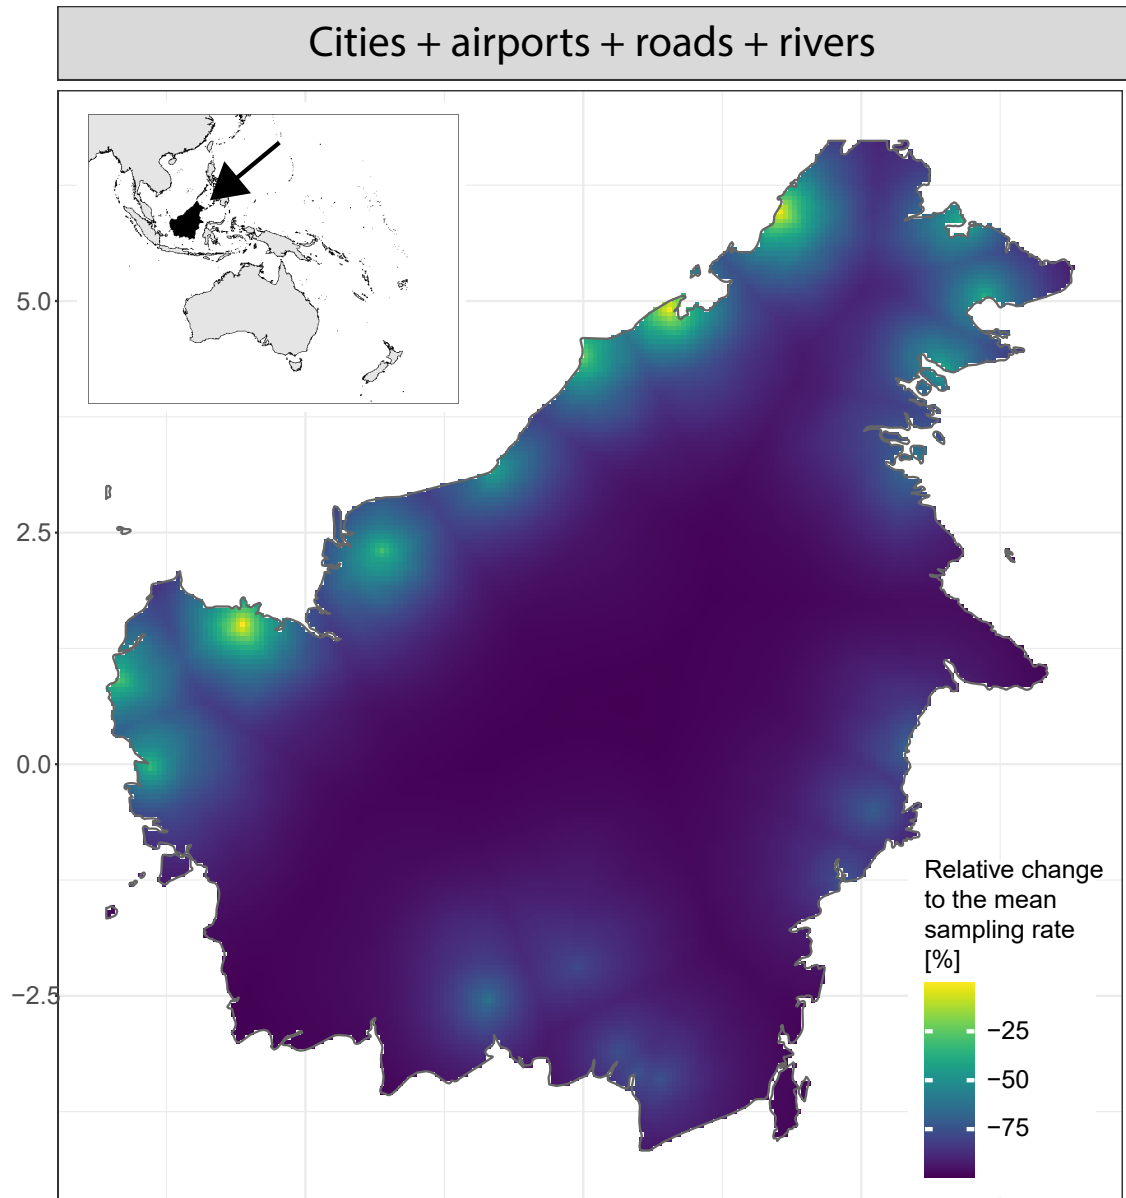 Cities + airports + roads + rivers
5.0
2.5
0.0
−2.5
Relative change
to the mean
sampling rate
[%]
−25
−50
−75